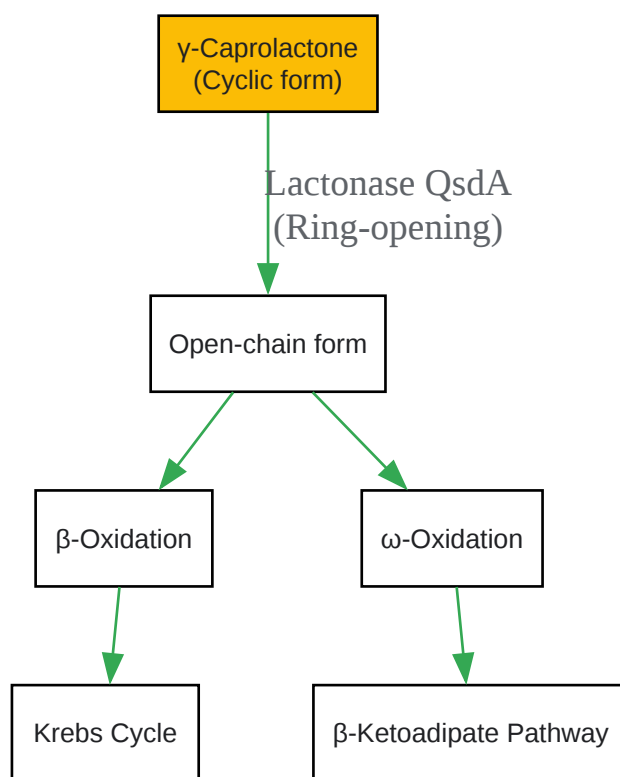 γ-Caprolactone
(Cyclic form)
Lactonase QsdA
(Ring-opening)
Open-chain form
β-Oxidation
ω-Oxidation
Krebs Cycle
β-Ketoadipate Pathway